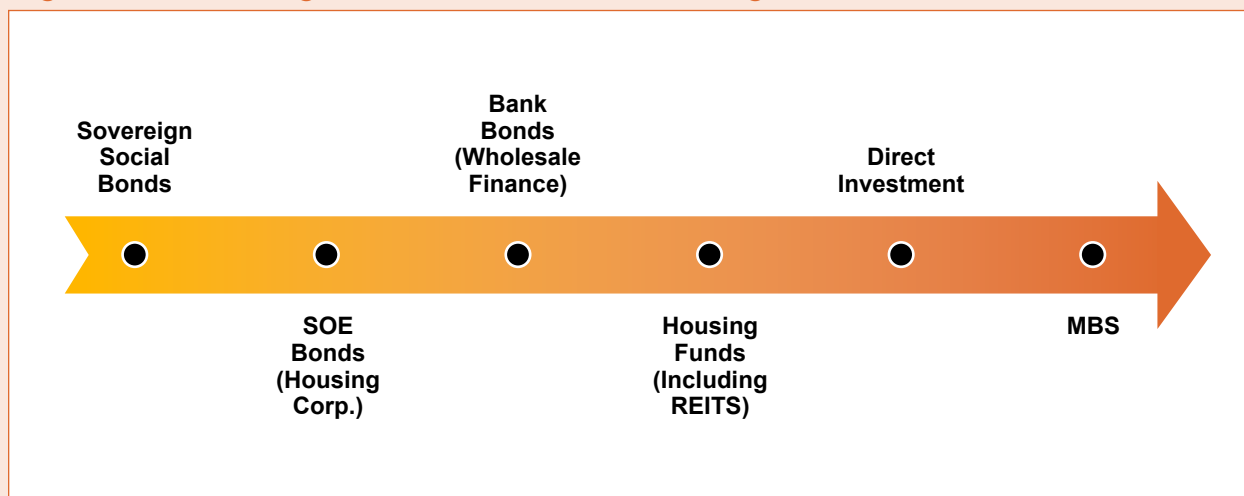 Sovereign
Social
Bonds
SOE
Bonds
(Housing
Corp.)
Bank
Bonds
(Wholesale
Finance)
Housing
Funds
(Including
REITS)
Direct
Investment
MBS